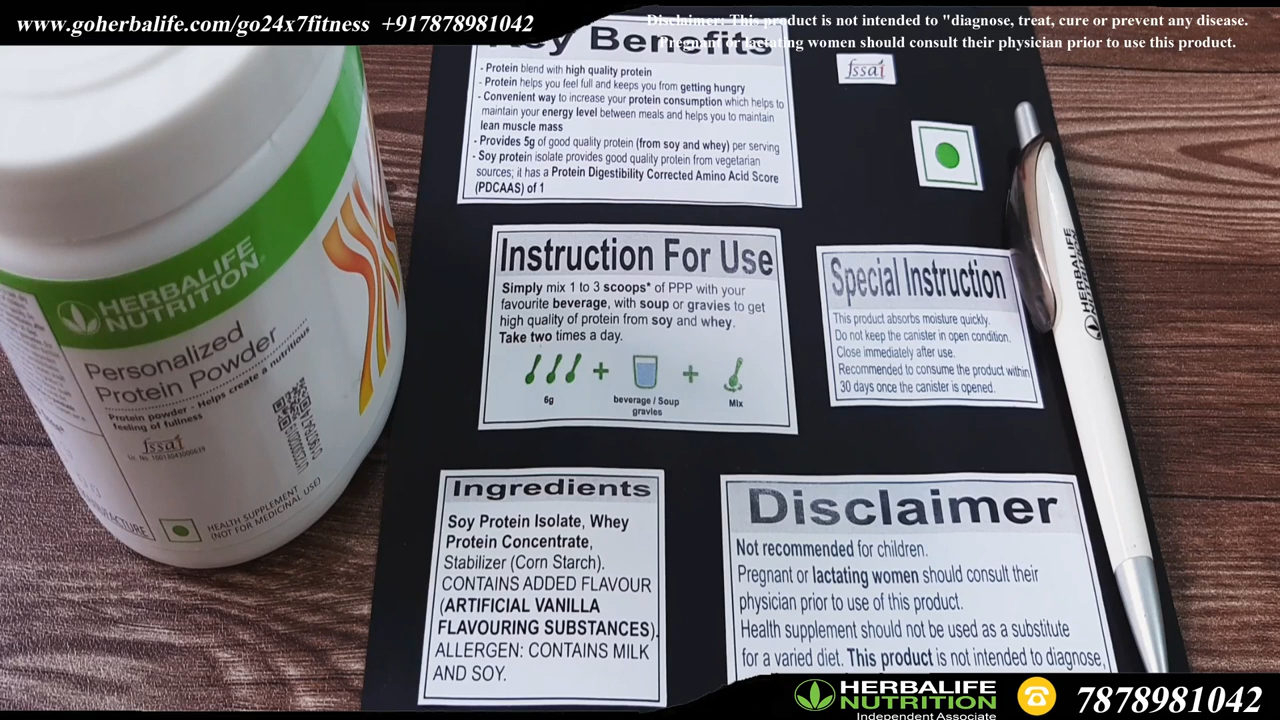 www.goherbalife.com/go24x7fitness +917878981042
Disclaimer: This product is not intended to "diagnose, treat, cure or prevent any disease.
Pregnant or lactating women should consult their physician prior to use this product.
Key Benefits
- Protein blend with high quality protein
- Protein helps you feel full and keeps you from getting hungry
- Convenient way to increase your protein consumption which helps to
maintain your energy level between meals and helps you to maintain
lean muscle mass
- Provides 5g of good quality protein (from soy and whey) per serving
- Soy protein isolate provides good quality protein from vegetarian
sources; it has a Protein Digestibility Corrected Amino Acid Score
(PDCAAS) of 1
fssai
Instruction For Use
Simply mix 1 to 3 scoops* of PPP with your
favourite beverage, with soup or gravies to get
high quality of protein from soy and whey.
Take two times a day.
6g
beverage / Soup
gravies
Mix
Special Instruction
This product absorbs moisture quickly.
Do not keep the canister in open condition.
Close immediately after use.
Recommended to consume the product within
30 days once the canister is opened.
Ingredients
Soy Protein Isolate, Whey
Protein Concentrate,
Stabilizer (Corn Starch).
CONTAINS ADDED FLAVOUR
(ARTIFICIAL VANILLA
FLAVOURING SUBSTANCES).
ALLERGEN: CONTAINS MILK
AND SOY.
Disclaimer
Not recommended for children.
Pregnant or lactating women should consult their
physician prior to use of this product.
Health supplement should not be used as a substitute
for a varied diet. This product is not intended to diagnose,
HERBALIFE
NUTRITION
Personalized
Protein Powder
Protein powder - Helps create a nutritious
feeling of fullness
fssai
HEALTH SUPPLEMENT
(NOT FOR MEDICINAL USE)
HERBALIFE
NUTRITION
HERBALIFE
NUTRITION
Independent Associate
7878981042